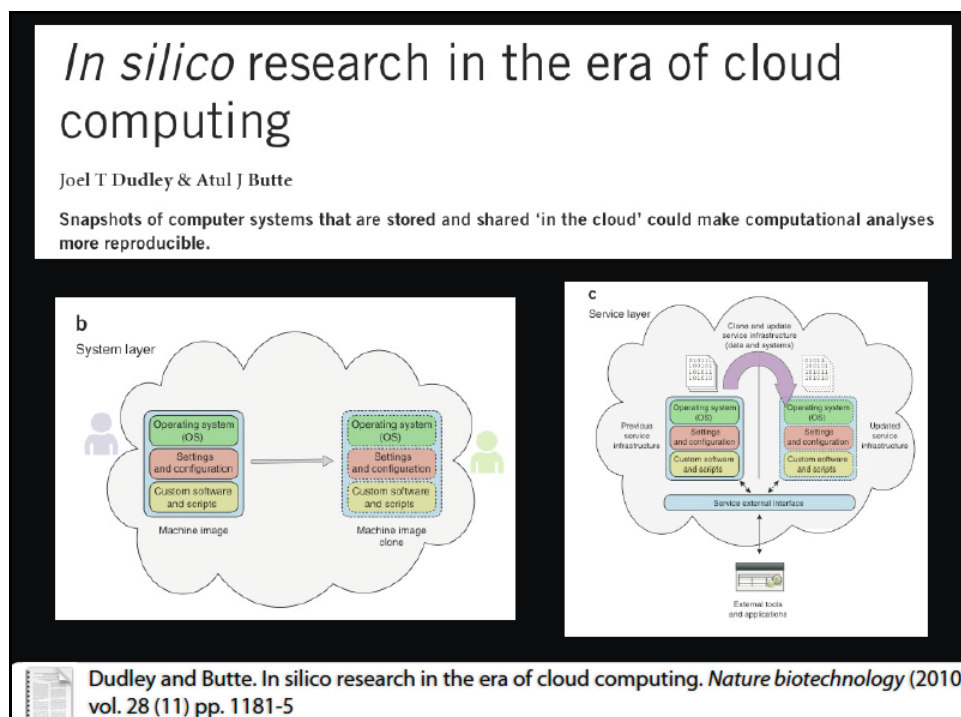 In silico research in the era of cloud
computing
Joel T Dudley & Atul J Butte
Snapshots of computer systems that are stored and shared ‘in the cloud’ could make computational analyses
more reproducible.
b
System layer
Operating system
(OS)
Settings
and configuration
Custom software
and scripts
Machine image
Operating system
(OS)
Settings
and configuration
Custom software
and scripts
Machine image
clone
c
Service layer
Clone and update
service infrastructure
(data and systems)
01011
100101
101011
101010
Previous
service
infrastructure
Operating system
(OS)
Settings
and configuration
Custom software
and scripts
Operating system
(OS)
Settings
and configuration
Custom software
and scripts
Updated
service
infrastructure
Service external interface
External tools
and applications
Dudley and Butte. In silico research in the era of cloud computing. Nature biotechnology (2010
vol. 28 (11) pp. 1181-5